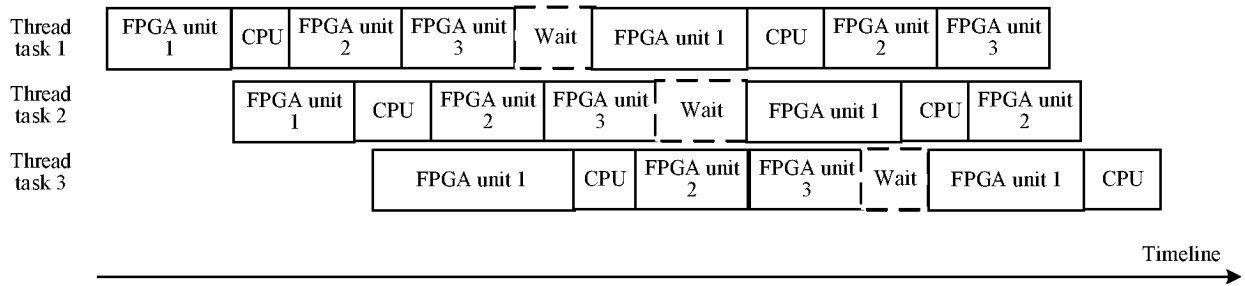 Thread
task 1
FPGA unit
1
CPU
FPGA unit
2
FPGA unit
3
Wait
FPGA unit 1
CPU
FPGA unit
2
FPGA unit
3
Thread
task 2
FPGA unit
1
CPU
FPGA unit
2
FPGA unit
3
Wait
FPGA unit 1
CPU
FPGA unit
2
Thread
task 3
FPGA unit 1
CPU
FPGA unit
2
FPGA unit
3
Wait
FPGA unit 1
CPU
Timeline